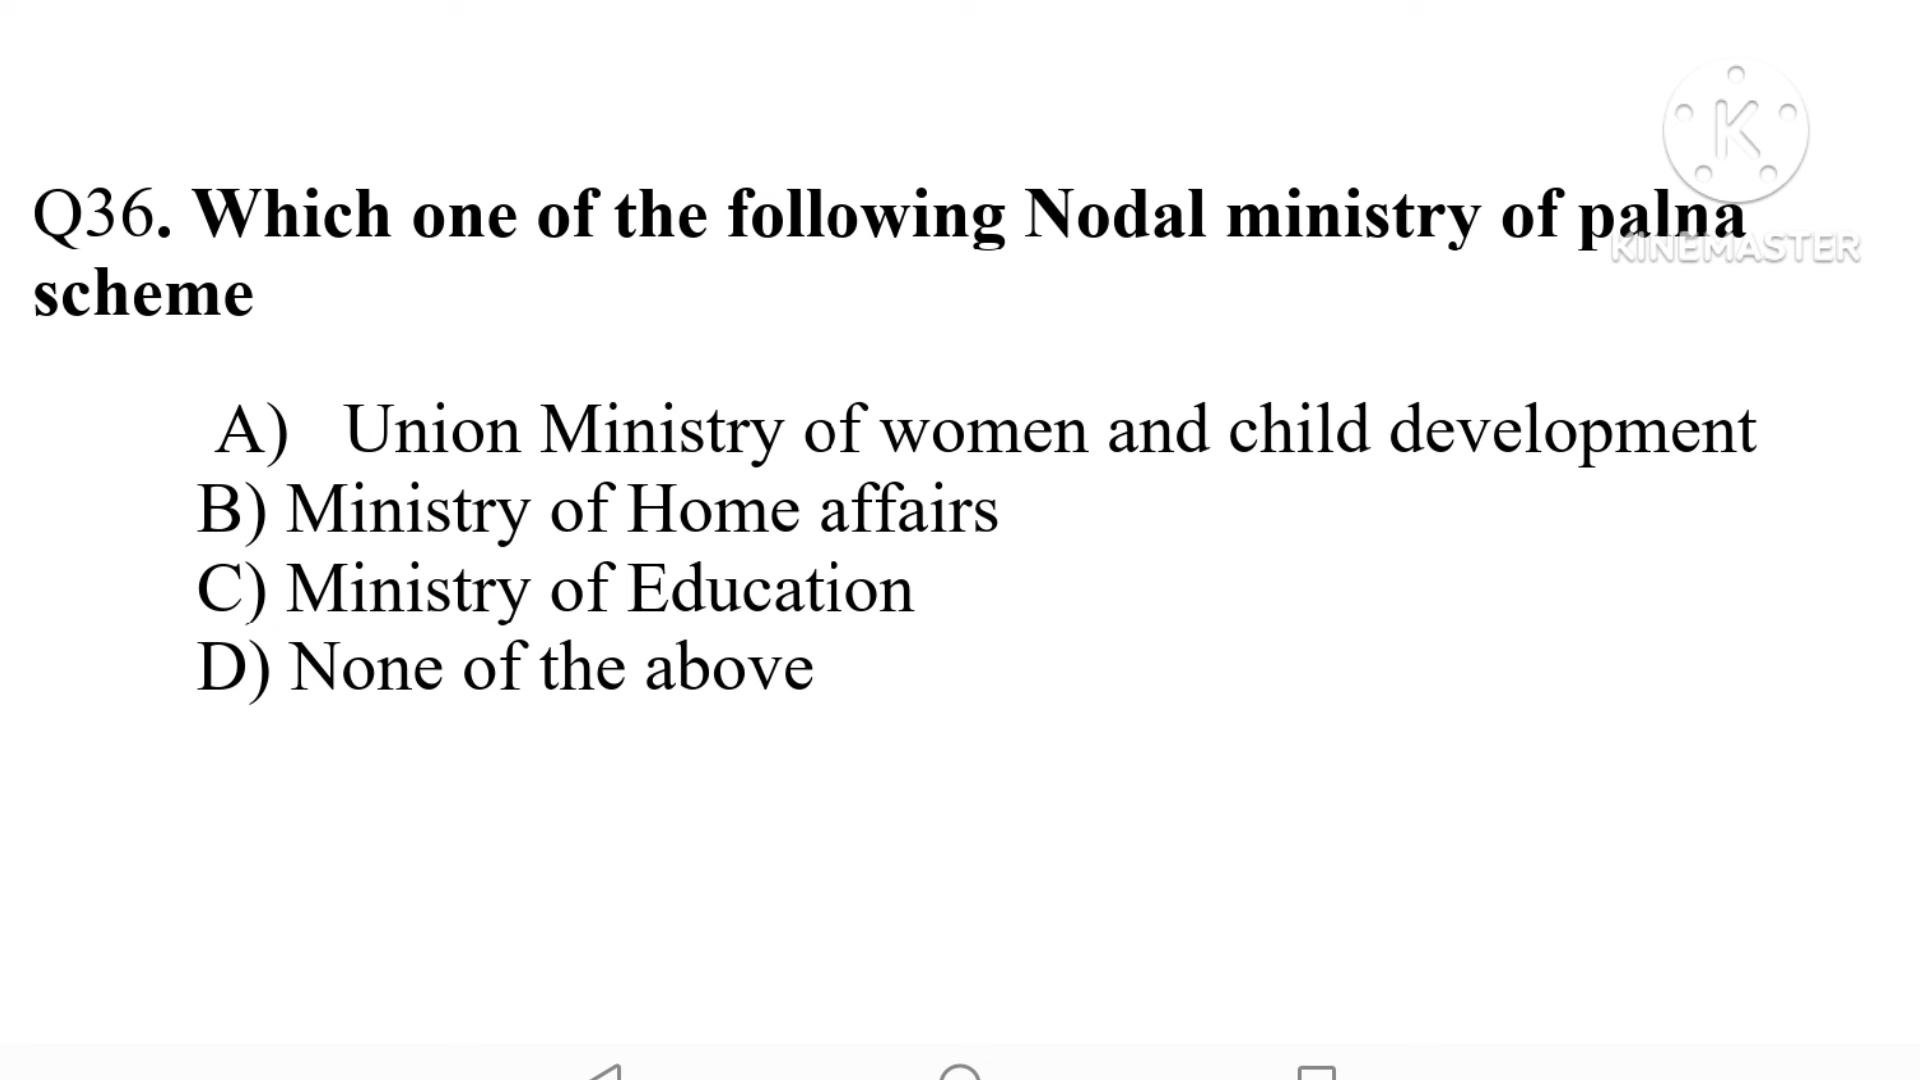 K
KINEMASTER
Q36. Which one of the following Nodal ministry of palna
scheme
A) Union Ministry of women and child development
B) Ministry of Home affairs
C) Ministry of Education
D) None of the above